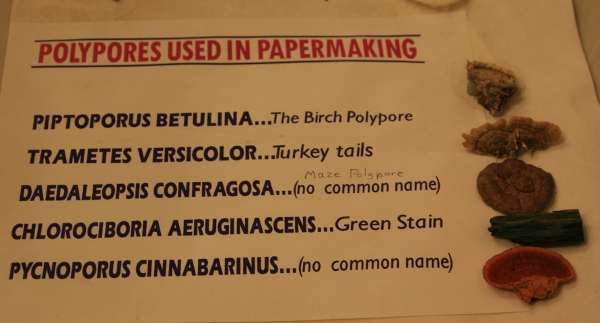 POLYPORES USED IN PAPERMAKING
PIPTOPORUS BETULINA...The Birch Polypore
TRAMETES VERSICOLOR...Turkey tails
Maze Polypore
DAEDALEOPSIS CONFRAGOSA...(no common name)
CHLOROCIBORIA AERUGINASCENS...Green Stain
PYCNOPORUS CINNABARINUS...(no common name)